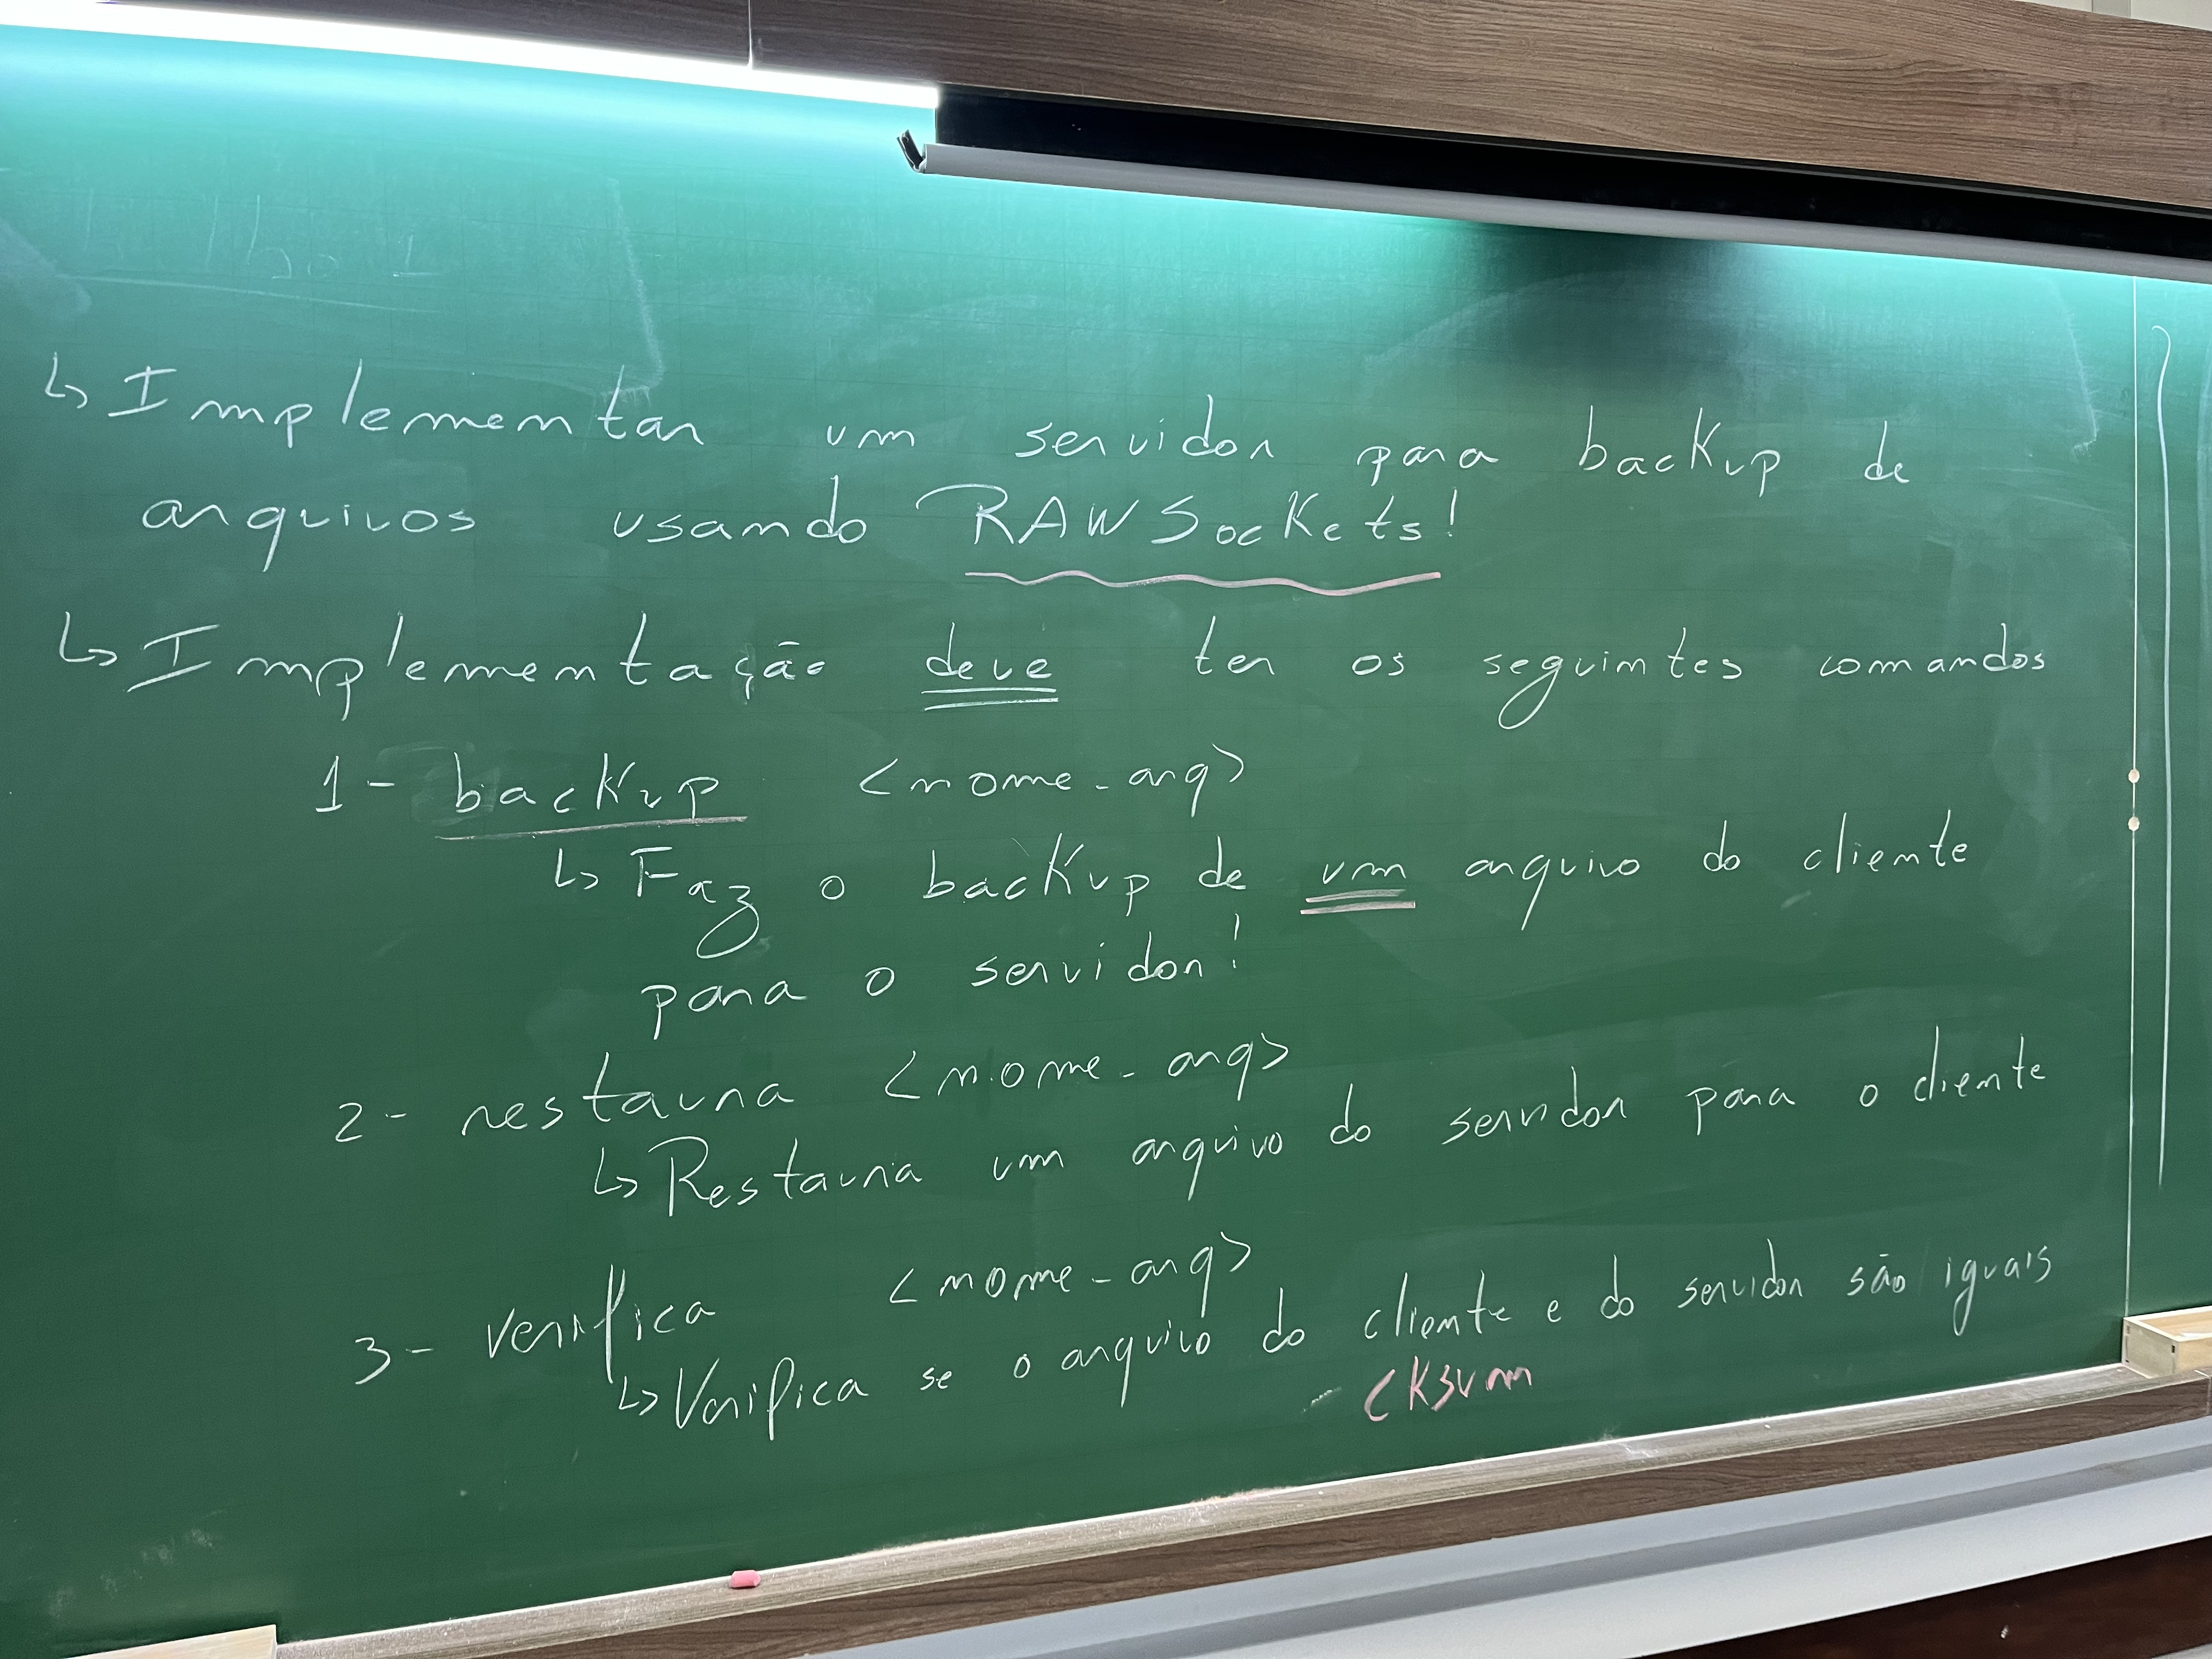 ↳ Implementar um servidor para backup de
arquivos usando RAWSockets!
↳ Implementação deve ter os seguintes comandos
1- backup <nome_arq>
↳ Faz o backup de um arquivo do cliente
para o servidor!
2- restaura <nome_arq>
↳ Restaura um arquivo do servidor para o cliente
3- verifica <nome_arq>
↳ Verifica se o arquivo do cliente e do servidor são iguais
cksum